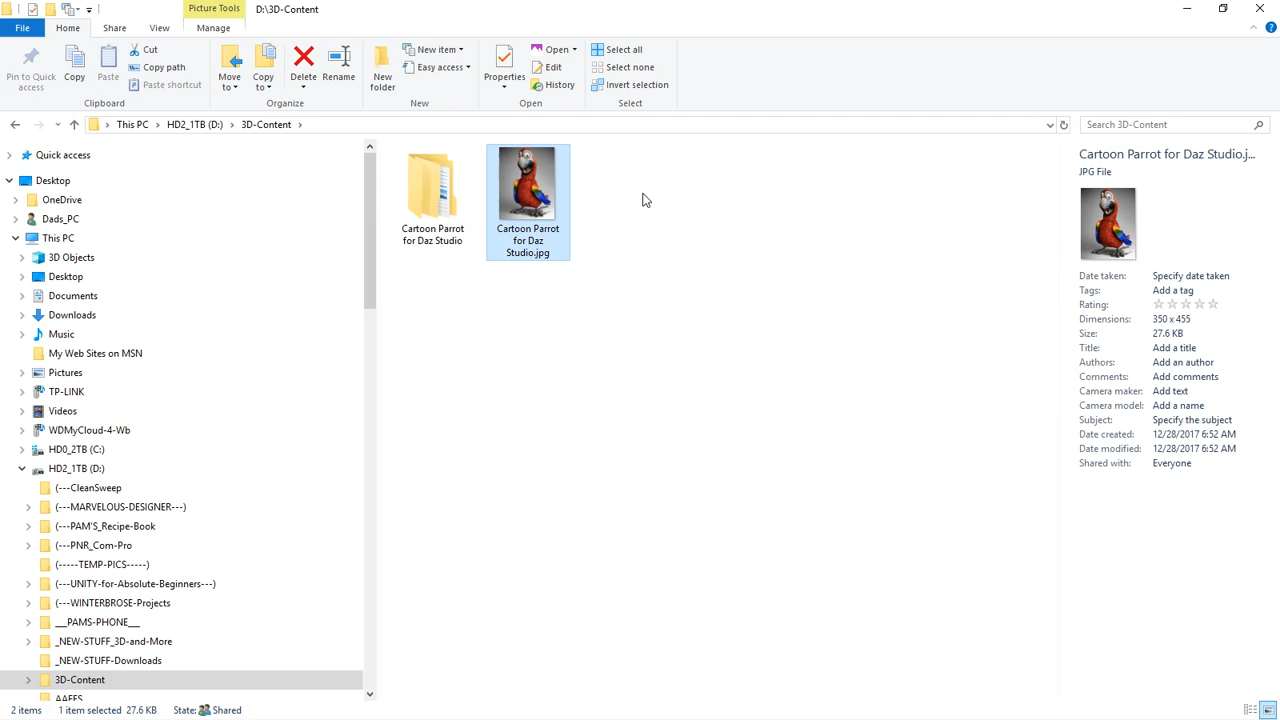 Picture Tools
D:\3D-Content
File
Home
Share
View
Manage
Pin to Quick access
Copy
Paste
Cut
Copy path
Paste shortcut
Clipboard
Move to
Copy to
Delete
Rename
Organize
New folder
New item
Easy access
New
Properties
Open
Edit
History
Open
Select all
Select none
Invert selection
Select
This PC
HD2_1TB (D:)
3D-Content
Search 3D-Content
Quick access
Desktop
OneDrive
Dads_PC
This PC
3D Objects
Desktop
Documents
Downloads
Music
My Web Sites on MSN
Pictures
TP-LINK
Videos
WDMyCloud-4-Wb
HD0_2TB (C:)
HD2_1TB (D:)
(---CleanSweep
(---MARVELOUS-DESIGNER---)
(---PAM'S_Recipe-Book
(---PNR_Com-Pro
(-----TEMP-PICS-----)
(---UNITY-for-Absolute-Beginners---)
(---WINTERBROSE-Projects
___PAMS-PHONE___
_NEW-STUFF_3D-and-More
_NEW-STUFF-Downloads
3D-Content
AAFES
Cartoon Parrot
for Daz Studio
Cartoon Parrot
for Daz
Studio.jpg
Cartoon Parrot for Daz Studio.j...
JPG File
Date taken: Specify date taken
Tags: Add a tag
Rating:
Dimensions: 350 x 455
Size: 27.6 KB
Title: Add a title
Authors: Add an author
Comments: Add comments
Camera maker: Add text
Camera model: Add a name
Subject: Specify the subject
Date created: 12/28/2017 6:52 AM
Date modified: 12/28/2017 6:52 AM
Shared with: Everyone
2 items
1 item selected 27.6 KB
State: Shared